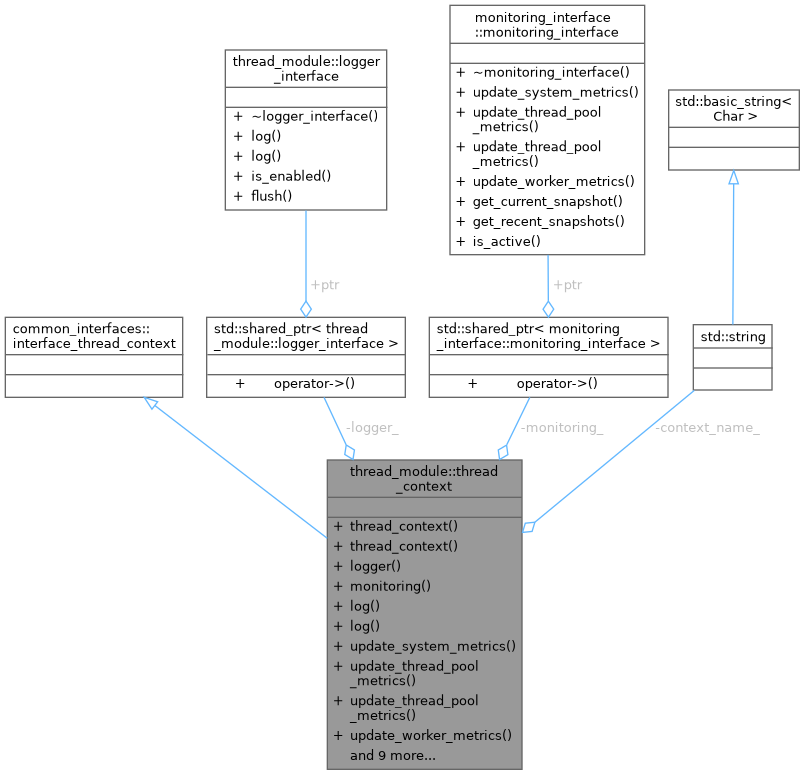 monitoring_interface
::monitoring_interface
+ ~monitoring_interface()
+ update_system_metrics()
+ update_thread_pool
_metrics()
+ update_thread_pool
_metrics()
+ update_worker_metrics()
+ get_current_snapshot()
+ get_recent_snapshots()
+ is_active()
thread_module::logger
_interface
+ ~logger_interface()
+ log()
+ log()
+ is_enabled()
+ flush()
std::basic_string<
Char >
+ptr
+ptr
common_interfaces::
interface_thread_context
std::shared_ptr< thread
_module::logger_interface >
+ operator->()
std::shared_ptr< monitoring
_interface::monitoring_interface >
+ operator->()
std::string
-logger_
-monitoring_
-context_name_
thread_module::thread
_context
+ thread_context()
+ thread_context()
+ logger()
+ monitoring()
+ log()
+ log()
+ update_system_metrics()
+ update_thread_pool
_metrics()
+ update_thread_pool
_metrics()
+ update_worker_metrics()
and 9 more...